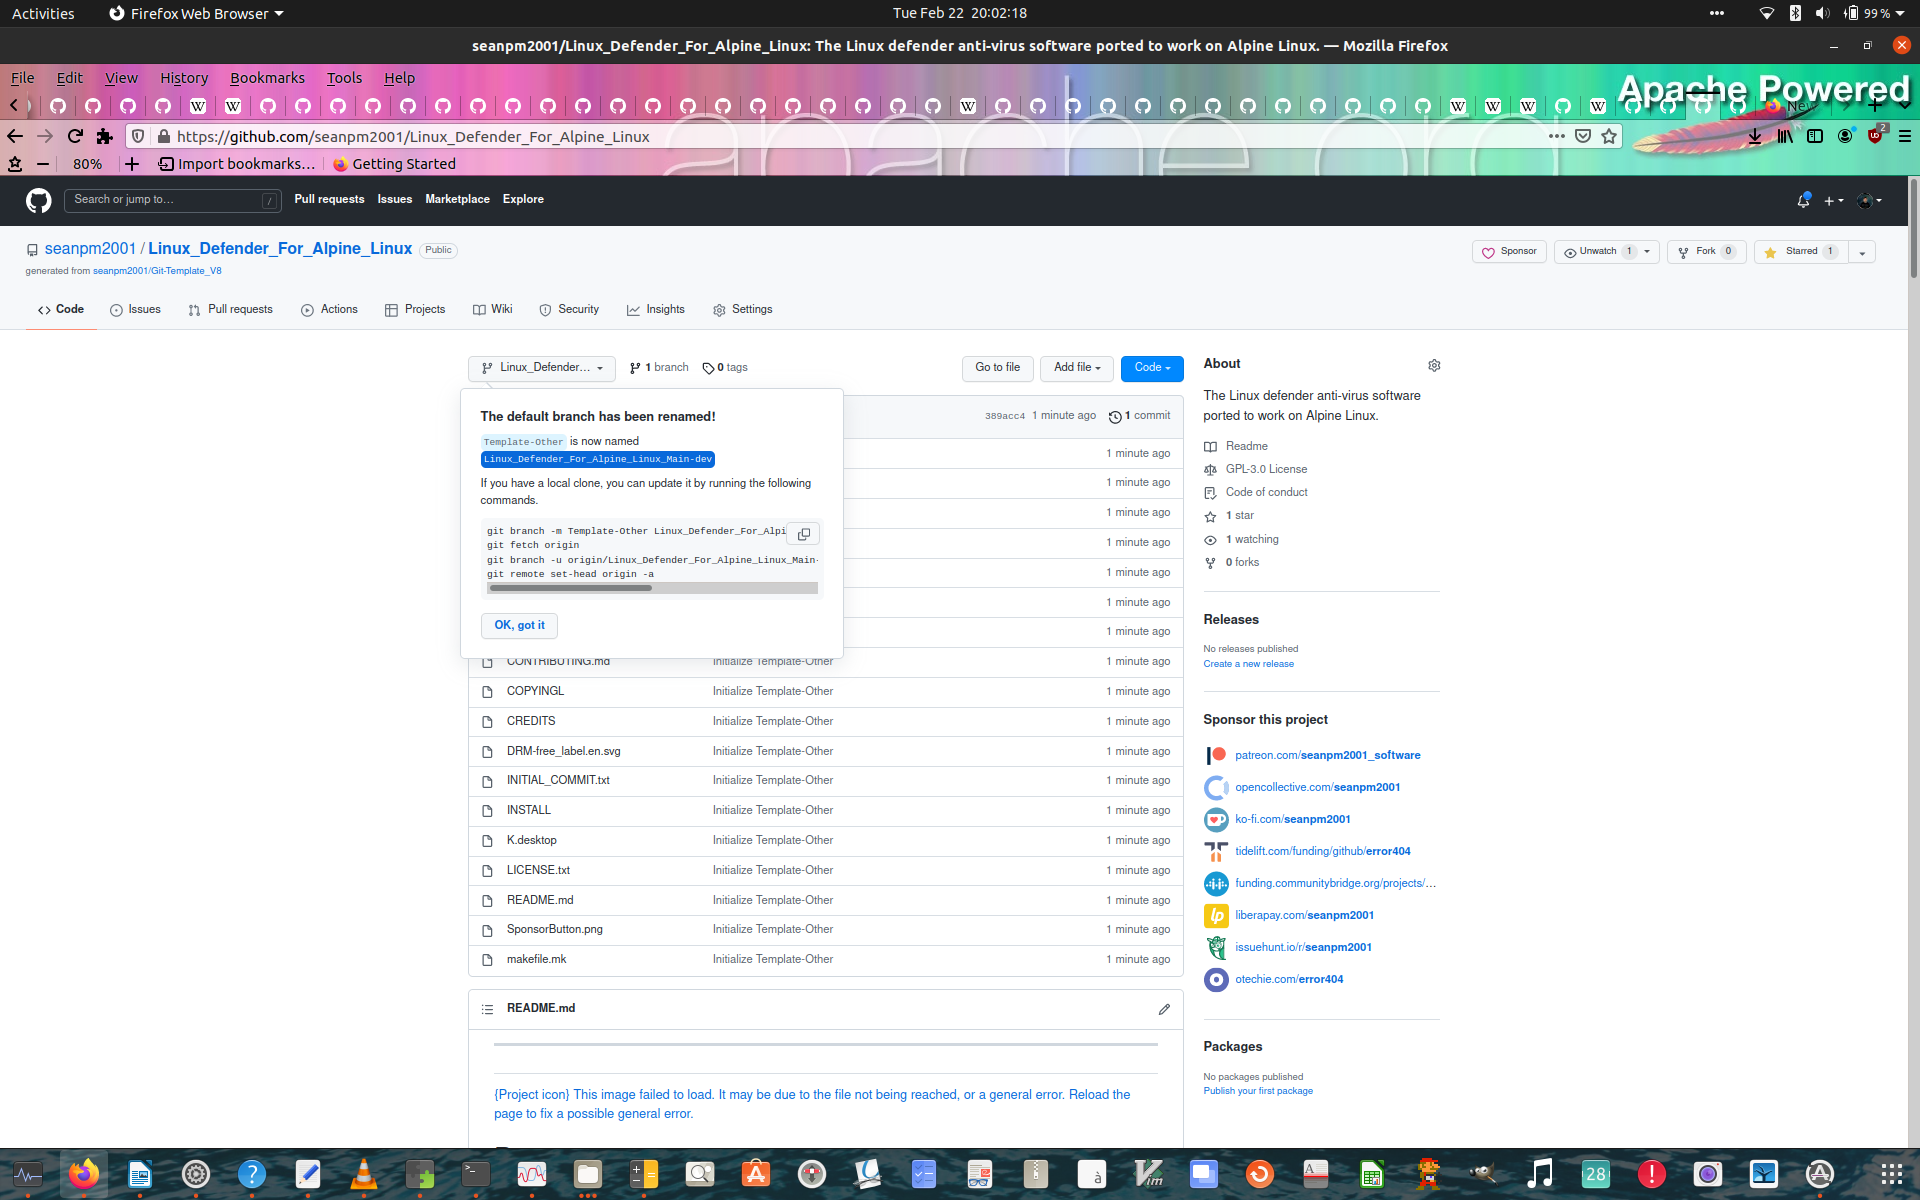 Activities
Firefox Web Browser
Tue Feb 22 20:02:18
99 %
seanpm2001/Linux_Defender_For_Alpine_Linux: The Linux defender anti-virus software ported to work on Alpine Linux. — Mozilla Firefox
File Edit View History Bookmarks Tools Help
Apache Powered
New
https://github.com/seanpm2001/Linux_Defender_For_Alpine_Linux
2
80%
Import bookmarks...
Getting Started
Search or jump to... /
Pull requests Issues Marketplace Explore
seanpm2001 / Linux_Defender_For_Alpine_Linux Public
generated from seanpm2001/Git-Template_V8
Sponsor
Unwatch 1
Fork 0
Starred 1
Code
Issues
Pull requests
Actions
Projects
Wiki
Security
Insights
Settings
Linux_Defender...
1 branch
0 tags
Go to file
Add file
Code
The default branch has been renamed!
Template-Other is now named
Linux_Defender_For_Alpine_Linux_Main-dev
If you have a local clone, you can update it by running the following
commands.
git branch -m Template-Other Linux_Defender_For_Alpi
git fetch origin
git branch -u origin/Linux_Defender_For_Alpine_Linux_Main-
git remote set-head origin -a
OK, got it
389acc4 1 minute ago 1 commit
1 minute ago
1 minute ago
1 minute ago
1 minute ago
1 minute ago
1 minute ago
1 minute ago
CONTRIBUTING.md Initialize Template-Other 1 minute ago
COPYINGL Initialize Template-Other 1 minute ago
CREDITS Initialize Template-Other 1 minute ago
DRM-free_label.en.svg Initialize Template-Other 1 minute ago
INITIAL_COMMIT.txt Initialize Template-Other 1 minute ago
INSTALL Initialize Template-Other 1 minute ago
K.desktop Initialize Template-Other 1 minute ago
LICENSE.txt Initialize Template-Other 1 minute ago
README.md Initialize Template-Other 1 minute ago
SponsorButton.png Initialize Template-Other 1 minute ago
makefile.mk Initialize Template-Other 1 minute ago
README.md
{Project icon} This image failed to load. It may be due to the file not being reached, or a general error. Reload the
page to fix a possible general error.
About
The Linux defender anti-virus software
ported to work on Alpine Linux.
Readme
GPL-3.0 License
Code of conduct
1 star
1 watching
0 forks
Releases
No releases published
Create a new release
Sponsor this project
patreon.com/seanpm2001_software
opencollective.com/seanpm2001
ko-fi.com/seanpm2001
tidelift.com/funding/github/error404
funding.communitybridge.org/projects/...
liberapay.com/seanpm2001
issuehunt.io/r/seanpm2001
otechie.com/error404
Packages
No packages published
Publish your first package
28